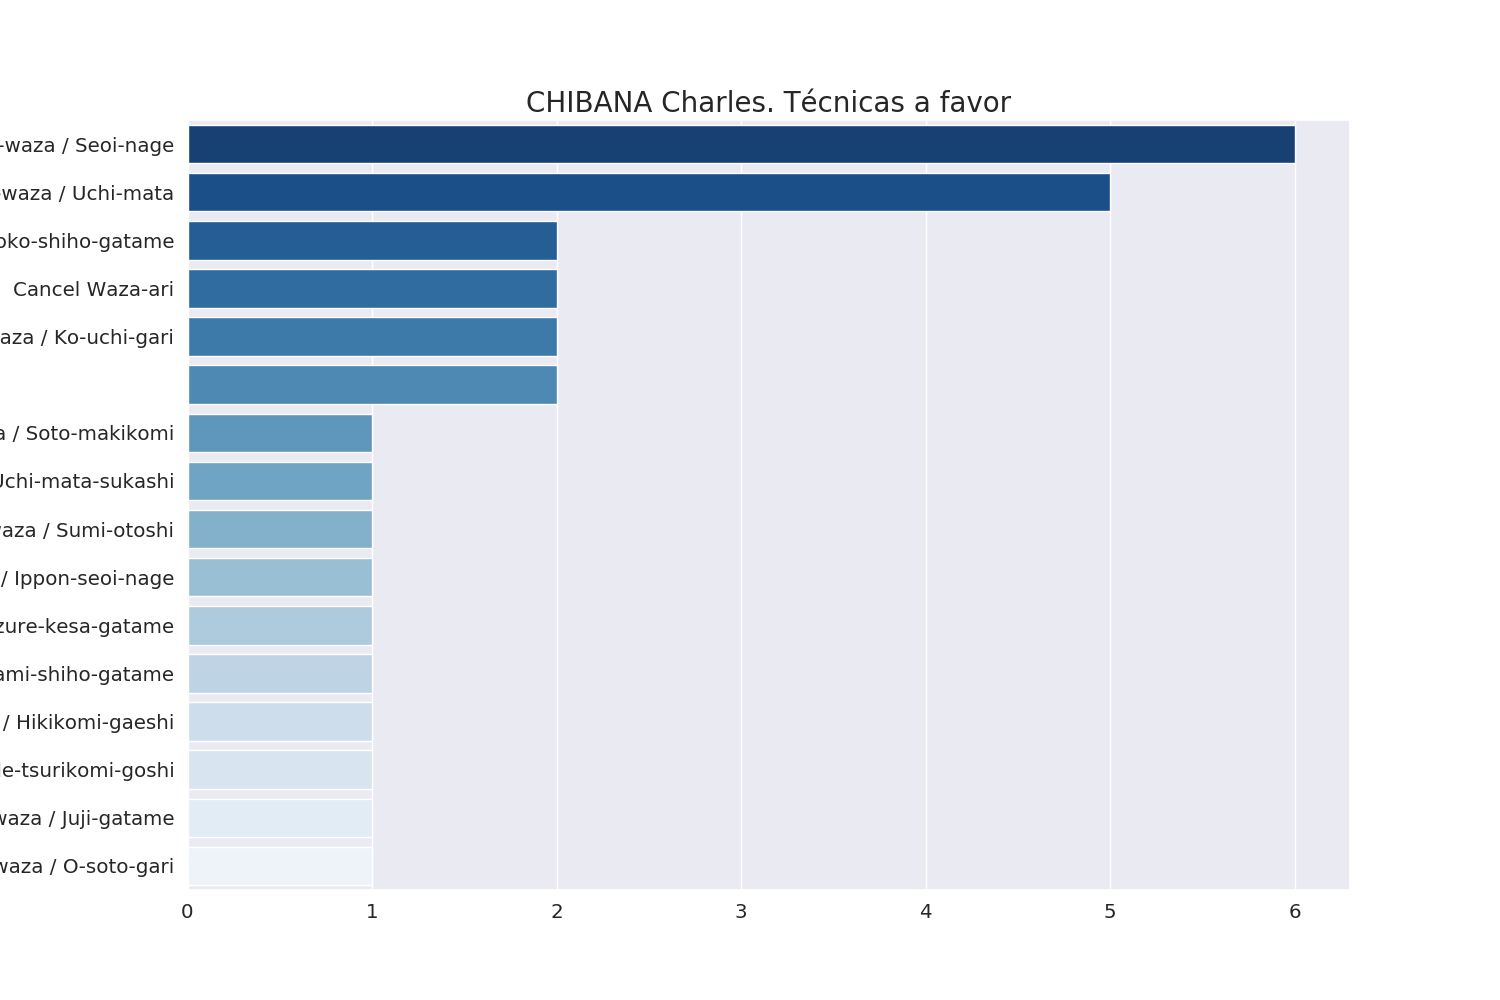 CHIBANA Charles. Técnicas a favor
-waza / Seoi-nage
waza / Uchi-mata
oko-shiho-gatame
Cancel Waza-ari
aza / Ko-uchi-gari
a / Soto-makikomi
Uchi-mata-sukashi
waza / Sumi-otoshi
/ Ippon-seoi-nage
zure-kesa-gatame
ami-shiho-gatame
/ Hikikomi-gaeshi
de-tsurikomi-goshi
waza / Juji-gatame
waza / O-soto-gari
0 1 2 3 4 5 6